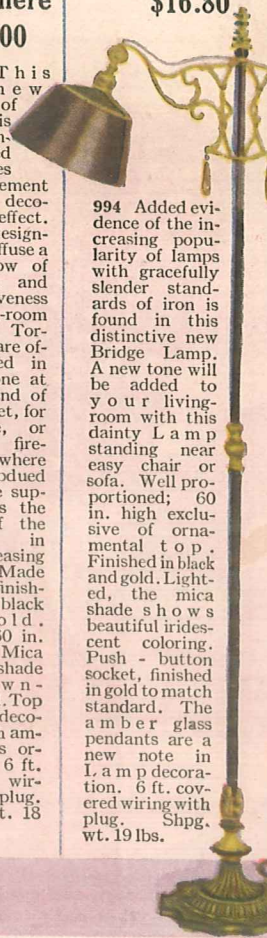 here
$16.80
00
This
new
of
is
d
es
ement
deco-
effect.
esign-
ffuse a
ow of
and
veness
-room
Tor-
are of-
ed in
ne at
nd of
et, for
, or
fire-
where
odued
e sup-
s the
f the
in
easing
Made
inish-
black
old.
60 in.
Mica
shade
wn-
. Top
deco-
h am-
s or-
6 ft.
wir-
plug.
t. 18
994 Added evi-
dence of the in-
creasing popu-
larity of lamps
with gracefully
slender stand-
ards of iron is
found in this
distinctive new
Bridge Lamp.
A new tone will
be added to
your living-
room with this
dainty Lamp
standing near
easy chair or
sofa. Well pro-
portioned; 60
in. high exclu-
sive of orna-
mental top.
Finished in black
and gold. Light-
ed, the mica
shade shows
beautiful irides-
cent coloring.
Push - button
socket, finished
in gold to match
standard. The
amber glass
pendants are a
new note in
Lamp decora-
tion. 6 ft. cov-
ered wiring with
plug. Shpg.
wt. 19 lbs.